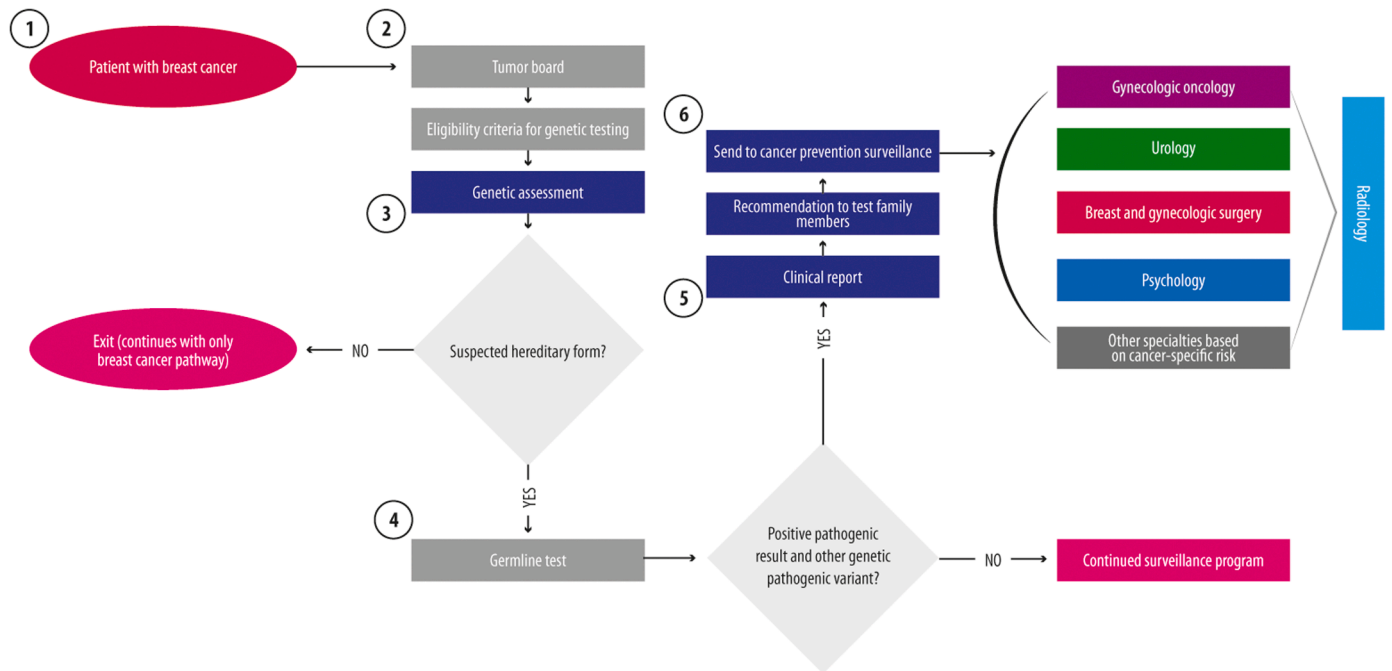 1
Patient with breast cancer
2
Tumor board
Eligibility criteria for genetic testing
3
Genetic assessment
Suspected hereditary form?
NO
Exit (continues with only
breast cancer pathway)
YES
4
Germline test
Positive pathogenic
result and other genetic
pathogenic variant?
NO
Continued surveillance program
YES
5
Clinical report
Recommendation to test family
members
6
Send to cancer prevention surveillance
Gynecologic oncology
Urology
Breast and gynecologic surgery
Psychology
Other specialties based
on cancer-specific risk
Radiology